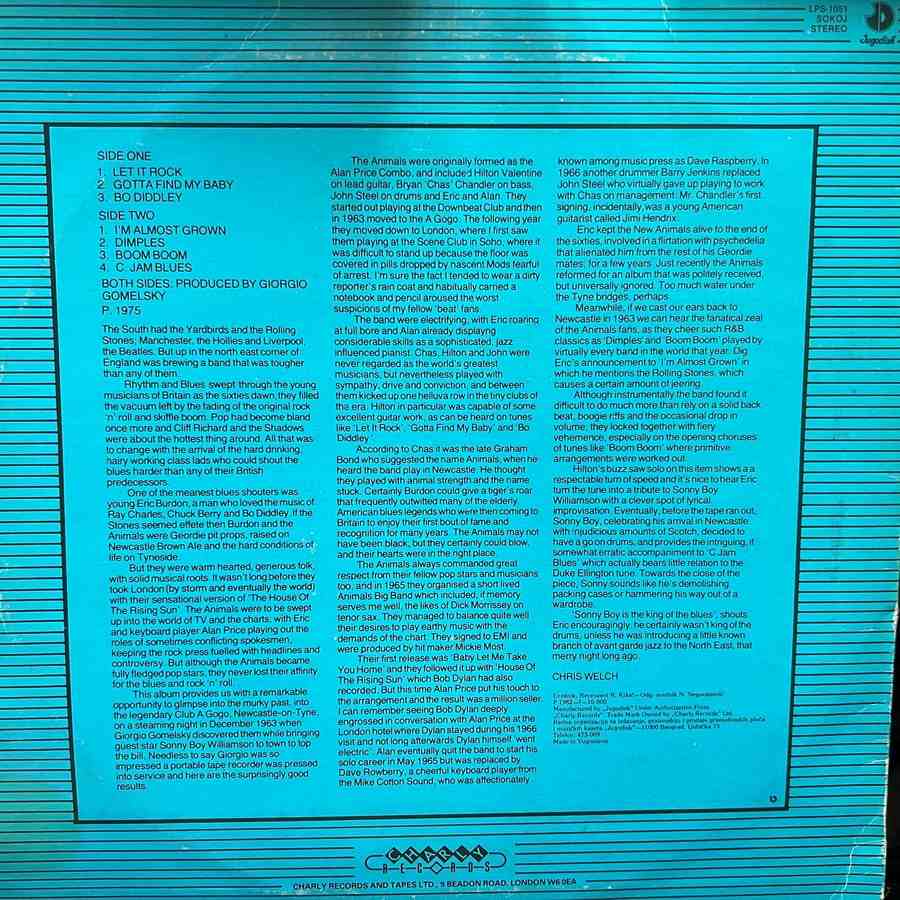 LPS-1051
SOKOJ
STEREO
Jugodisk
SIDE ONE
1. LET IT ROCK
2. GOTTA FIND MY BABY
3. BO DIDDLEY
SIDE TWO
1. I'M ALMOST GROWN
2. DIMPLES
3. BOOM BOOM
4. C. JAM BLUES
BOTH SIDES: PRODUCED BY GIORGIO
GOMELSKY
P. 1975
The South had the Yardbirds and the Rolling
Stones; Manchester, the Hollies and Liverpool,
the Beatles. But up in the north east corner of
England was brewing a band that was tougher
than any of them.
Rhythm and Blues swept through the young
musicians of Britain as the sixties dawn, they filled
the vacuum left by the fading of the original rock
'n' roll and skiffle boom. Pop had become bland
once more and Cliff Richard and the Shadows
were about the hottest thing around. All that was
to change with the arrival of the hard drinking,
hairy working class lads who could shout the
blues harder than any of their British
predecessors.
One of the meanest blues shouters was
young Eric Burdon, a man who loved the music of
Ray Charles, Chuck Berry and Bo Diddley. If the
Stones seemed effete then Burdon and the
Animals were Geordie pit props, raised on
Newcastle Brown Ale and the hard conditions of
life on Tyneside.
But they were warm hearted, generous folk,
with solid musical roots. It wasn't long before they
took London (by storm and eventually the world)
with their sensational version of 'The House Of
The Rising Sun'. The Animals were to be swept
up into the world of TV and the charts, with Eric
and keyboard player Alan Price playing out the
roles of sometimes conflicting spokesmen,
keeping the rock press fuelled with headlines and
controversy. But although the Animals became
fully fledged pop stars, they never lost their affinity
for the blues and rock 'n' roll.
This album provides us with a remarkable
opportunity to glimpse into the murky past, into
the legendary Club A Gogo, Newcastle-on-Tyne,
on a steaming night in December 1963 when
Giorgio Gomelsky discovered them while bringing
guest star Sonny Boy Williamson to town to top
the bill. Needless to say Giorgio was so
impressed a portable tape recorder was pressed
into service and here are the surprisingly good
results.
The Animals were originally formed as the
Alan Price Combo, and included Hilton Valentine
on lead guitar, Bryan 'Chas' Chandler on bass,
John Steel on drums and Eric and Alan. They
started out playing at the Downbeat Club and then
in 1963 moved to the A Gogo. The following year
they moved down to London, where I first saw
them playing at the Scene Club in Soho, where it
was difficult to stand up because the floor was
covered in pills dropped by nascent Mods fearful
of arrest. I'm sure the fact I tended to wear a dirty
reporter's rain coat and habitually carried a
notebook and pencil aroused the worst
suspicions of my fellow 'beat' fans.
The band were electrifying, with Eric roaring
at full bore and Alan already displayng
considerable skills as a sophisticated, jazz
influenced pianist. Chas, Hilton and John were
never regarded as the world's greatest
musicians, but nevertheless played with
sympathy, drive and conviction, and between
them kicked up one helluva row in the tiny clubs of
the era. Hilton in particular was capable of some
excellent guitar work, as can be heard on tunes
like 'Let It Rock', 'Gotta Find My Baby' and 'Bo
Diddley'.
According to Chas it was the late Graham
Bond who suggested the name Animals, when he
heard the band play in Newcastle. He thought
they played with animal strength and the name
stuck. Certainly Burdon could give a tiger's roar
that frequently outwitted many of the elderly,
American blues legends who were then coming to
Britain to enjoy their first bout of fame and
recognition for many years. The Animals may not
have been black, but they certainly could blow,
and their hearts were in the right place.
The Animals always commanded great
respect from their fellow pop stars and musicians
too, and in 1965 they organised a short lived
Animals Big Band which included, if memory
serves me well, the likes of Dick Morrissey on
tenor sax. They managed to balance quite well
their desires to play earthy music with the
demands of the chart. They signed to EMI and
were produced by hit maker Mickie Most.
Their first release was 'Baby Let Me Take
You Home' and they followed it up with 'House Of
The Rising Sun' which Bob Dylan had also
recorded. But this time Alan Price put his touch to
the arrangement and the result was a million seller.
I can remember seeing Bob Dylan deeply
engrossed in conversation with Alan Price at the
London hotel where Dylan stayed during his 1966
visit and not long afterwards Dylan himself, went
electric'. Alan eventually quit the band to start his
solo career in May 1965 but was replaced by
Dave Rowberry, a cheerful keyboard player from
the Mike Cotton Sound, who was affectionately
known among music press as Dave Raspberry. In
1966 another drummer Barry Jenkins replaced
John Steel who virtually gave up playing to work
with Chas on management. Mr. Chandler's first
signing, incidentally, was a young American
guitarist called Jimi Hendrix.
Eric kept the New Animals alive to the end of
the sixties, involved in a flirtation with psychedelia
that alienated him from the rest of his Geordie
mates; for a few years. Just recently the Animals
reformed for an album that was politely received,
but universally ignored. Too much water under
the Tyne bridges, perhaps.
Meanwhile, if we cast our ears back to
Newcastle in 1963 we can hear the fanatical zeal
of the Animals fans, as they cheer such R&B
classics as 'Dimples' and 'Boom Boom' played by
virtually every band in the world that year. Dig
Eric's announcement to 'I'm Almost Grown' in
which he mentions the Rolling Stones, which
causes a certain amount of jeering.
Although instrumentally the band found it
difficult to do much more than rely on a solid back
beat, boogie riffs and the occasional drop in
volume, they locked together with fiery
vehemence, especially on the opening choruses
of tunes like 'Boom Boom' where primitive
arrangements were worked out.
Hilton's buzz saw solo on this item shows a a
respectable turn of speed and it's nice to hear Eric
turn the tune into a tribute to Sonny Boy
Williamson with a clever spot of lyrical
improvisation. Eventually, before the tape ran out,
Sonny Boy, celebrating his arrival in Newcastle
with injudicious amounts of Scotch, decided to
have a go on drums, and provides the intriguing, if
somewhat erratic accompaniment to 'C Jam
Blues' which actually bears little relation to the
Duke Ellington tune. Towards the close of the
piece, Sonny sounds like he's demolishing
packing cases or hammering his way out of a
wardrobe.
'Sonny Boy is the king of the blues', shouts
Eric encouragingly, he certainly wasn't king of the
drums, unless he was introducing a little known
branch of avant garde jazz to the North East, that
merry night long ago.
CHRIS WELCH
P 1982
Manufactured by „Jugodisk" Under Authorization From
„Charly Records". Trade Mark Owned by „Charly Records" Ltd.
i muzičkih kaseta „Jugodisk"—11000 Beograd,
Made in Yugoslavia
CHARLY
RECORDS
CHARLY RECORDS AND TAPES LTD., 9 BEADON ROAD, LONDON W6 0EA